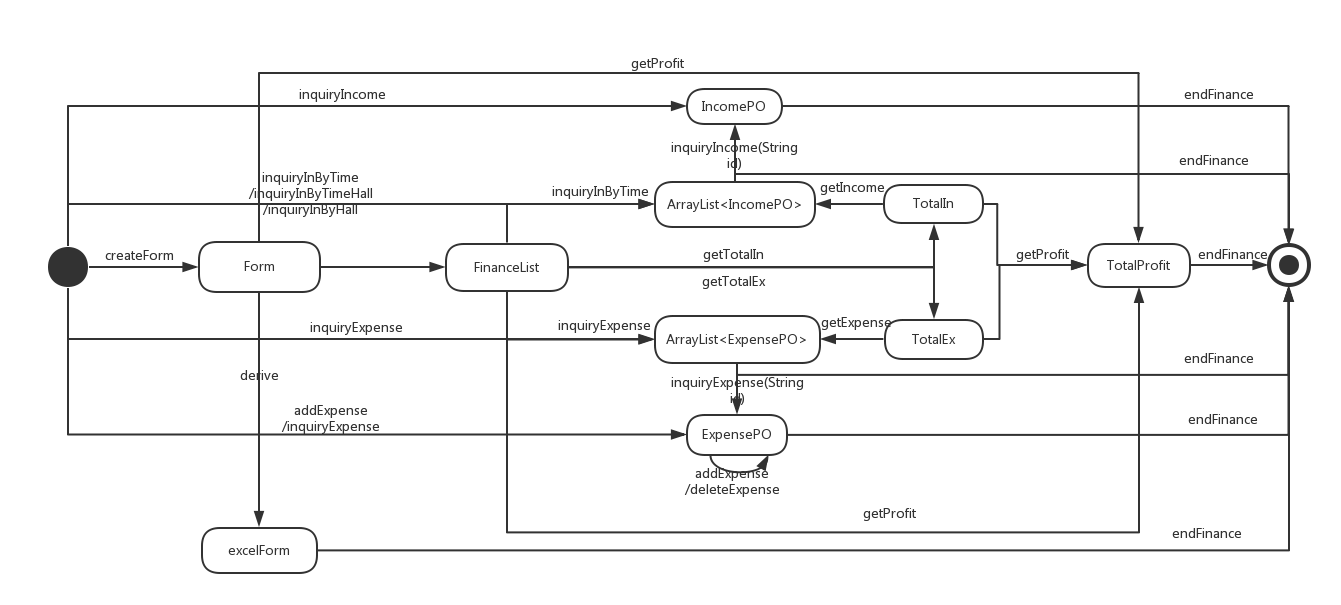 getProfit
inquiryIncome
IncomePO
endFinance
inquiryIncome(String
id)
endFinance
inquiryInByTime
/inquiryInByTimeHall
/inquiryInByHall
inquiryInByTime
ArrayList<IncomePO>
getIncome
TotalIn
createForm
Form
FinanceList
getTotalIn
getTotalEx
getProfit
TotalProfit
endFinance
inquiryExpense
inquiryExpense
ArrayList<ExpensePO>
getExpense
TotalEx
endFinance
derive
inquiryExpense(String
id)
addExpense
/inquiryExpense
ExpensePO
endFinance
addExpense
/deleteExpense
getProfit
endFinance
excelForm